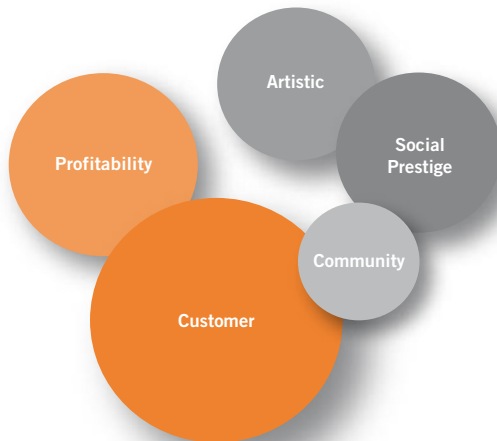 Artistic
Social
Prestige
Profitability
Community
Customer